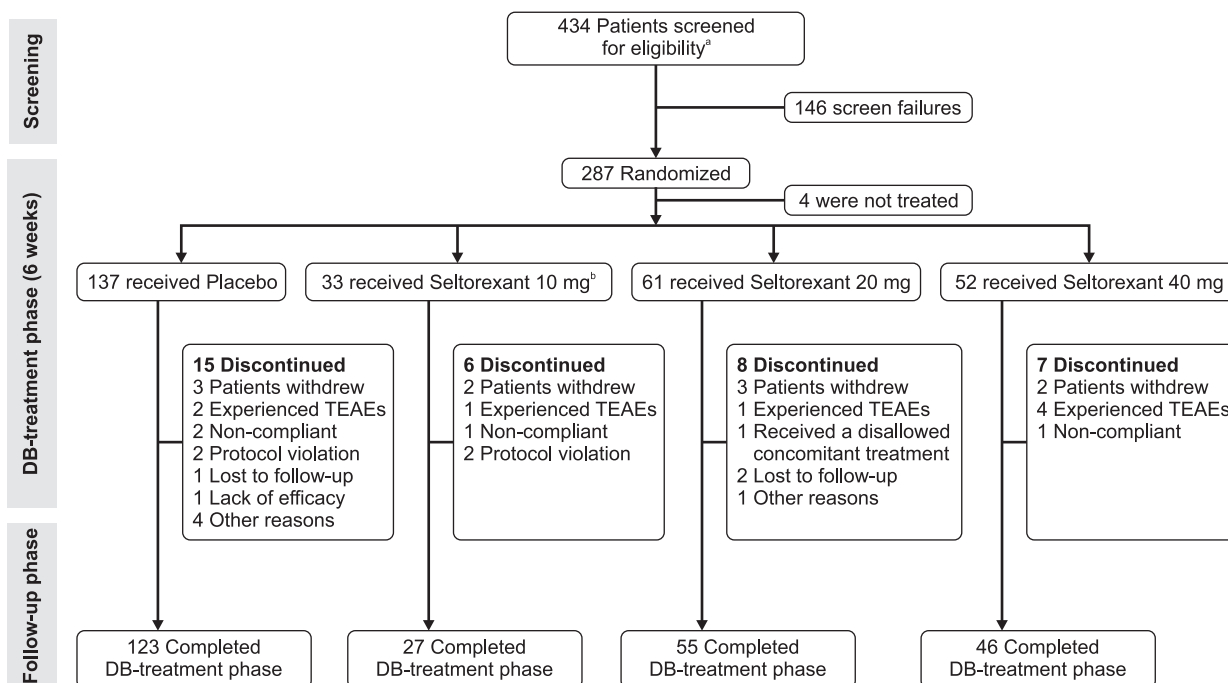 Screening
434 Patients screened
for eligibilityᵃ
146 screen failures
DB-treatment phase (6 weeks)
287 Randomized
4 were not treated
137 received Placebo
33 received Seltorexant 10 mgᵇ
61 received Seltorexant 20 mg
52 received Seltorexant 40 mg
15 Discontinued
3 Patients withdrew
2 Experienced TEAEs
2 Non-compliant
2 Protocol violation
1 Lost to follow-up
1 Lack of efficacy
4 Other reasons
6 Discontinued
2 Patients withdrew
1 Experienced TEAEs
1 Non-compliant
2 Protocol violation
8 Discontinued
3 Patients withdrew
1 Experienced TEAEs
1 Received a disallowed
concomitant treatment
2 Lost to follow-up
1 Other reasons
7 Discontinued
2 Patients withdrew
4 Experienced TEAEs
1 Non-compliant
Follow-up phase
123 Completed
DB-treatment phase
27 Completed
DB-treatment phase
55 Completed
DB-treatment phase
46 Completed
DB-treatment phase